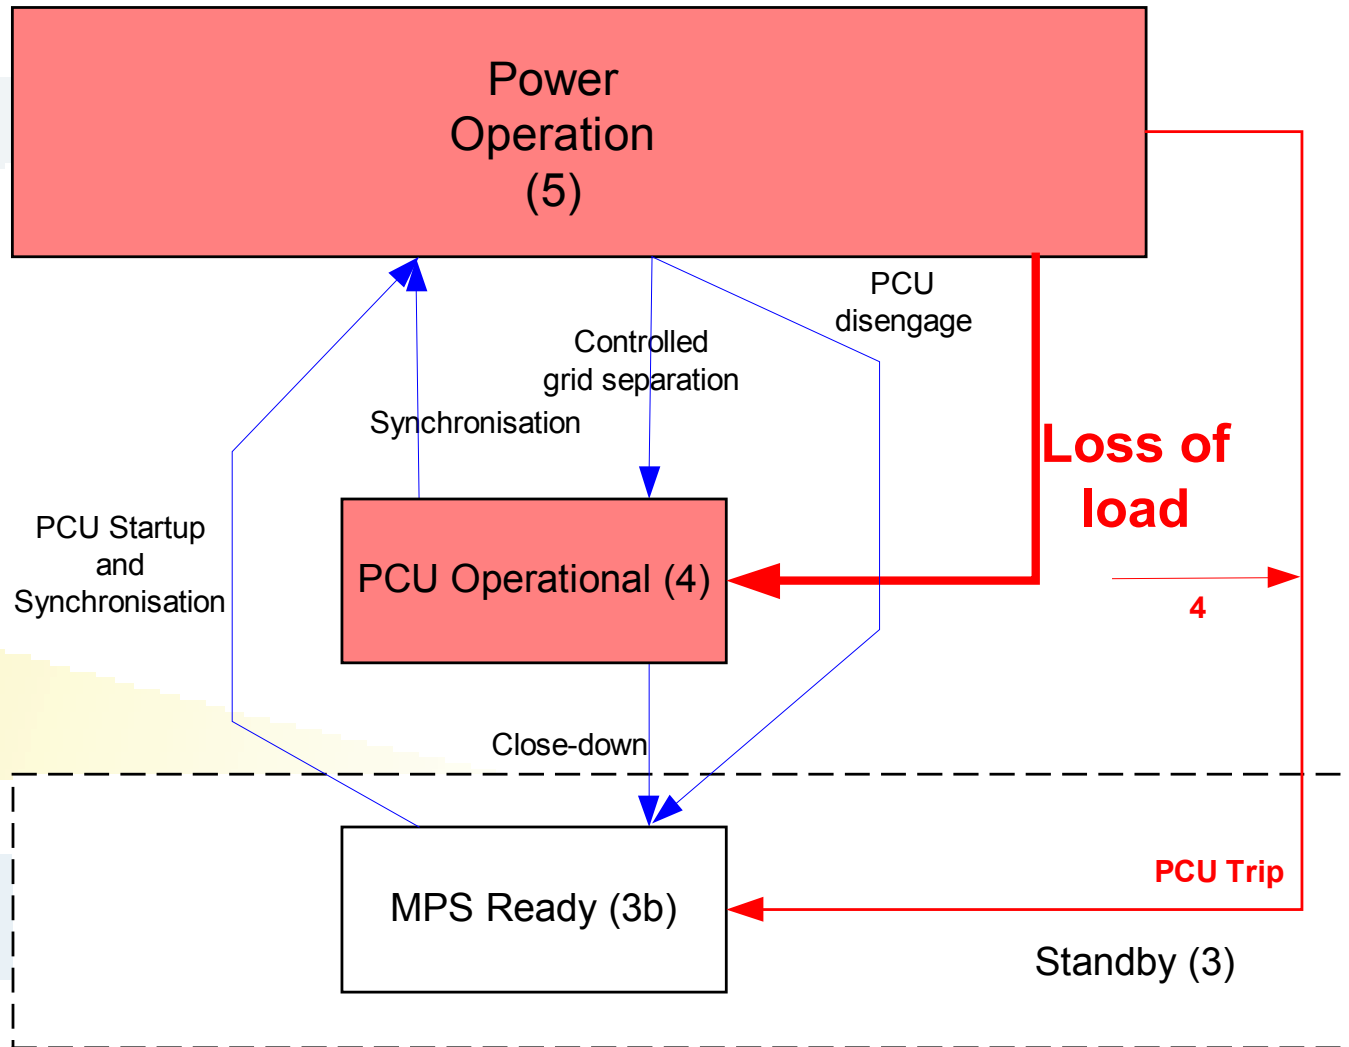 Power
Operation
(5)
PCU
disengage
Controlled
grid separation
Synchronisation
Loss of
load
PCU Startup
and
Synchronisation
PCU Operational (4)
4
Close-down
PCU Trip
MPS Ready (3b)
Standby (3)